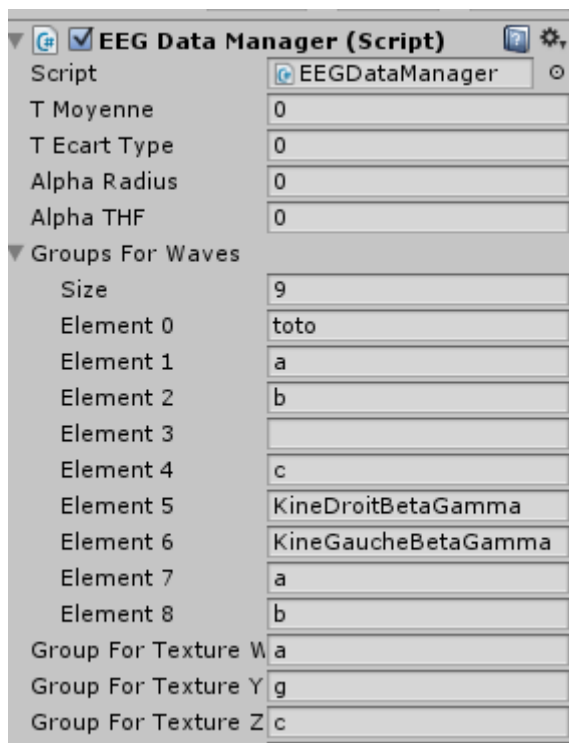 EEG Data Manager (Script)
Script EEGDataManager
T Moyenne 0
T Ecart Type 0
Alpha Radius 0
Alpha THF 0
Groups For Waves
Size 9
Element 0 toto
Element 1 a
Element 2 b
Element 3
Element 4 c
Element 5 KineDroitBetaGamma
Element 6 KineGaucheBetaGamma
Element 7 a
Element 8 b
Group For Texture W a
Group For Texture Y g
Group For Texture Z c